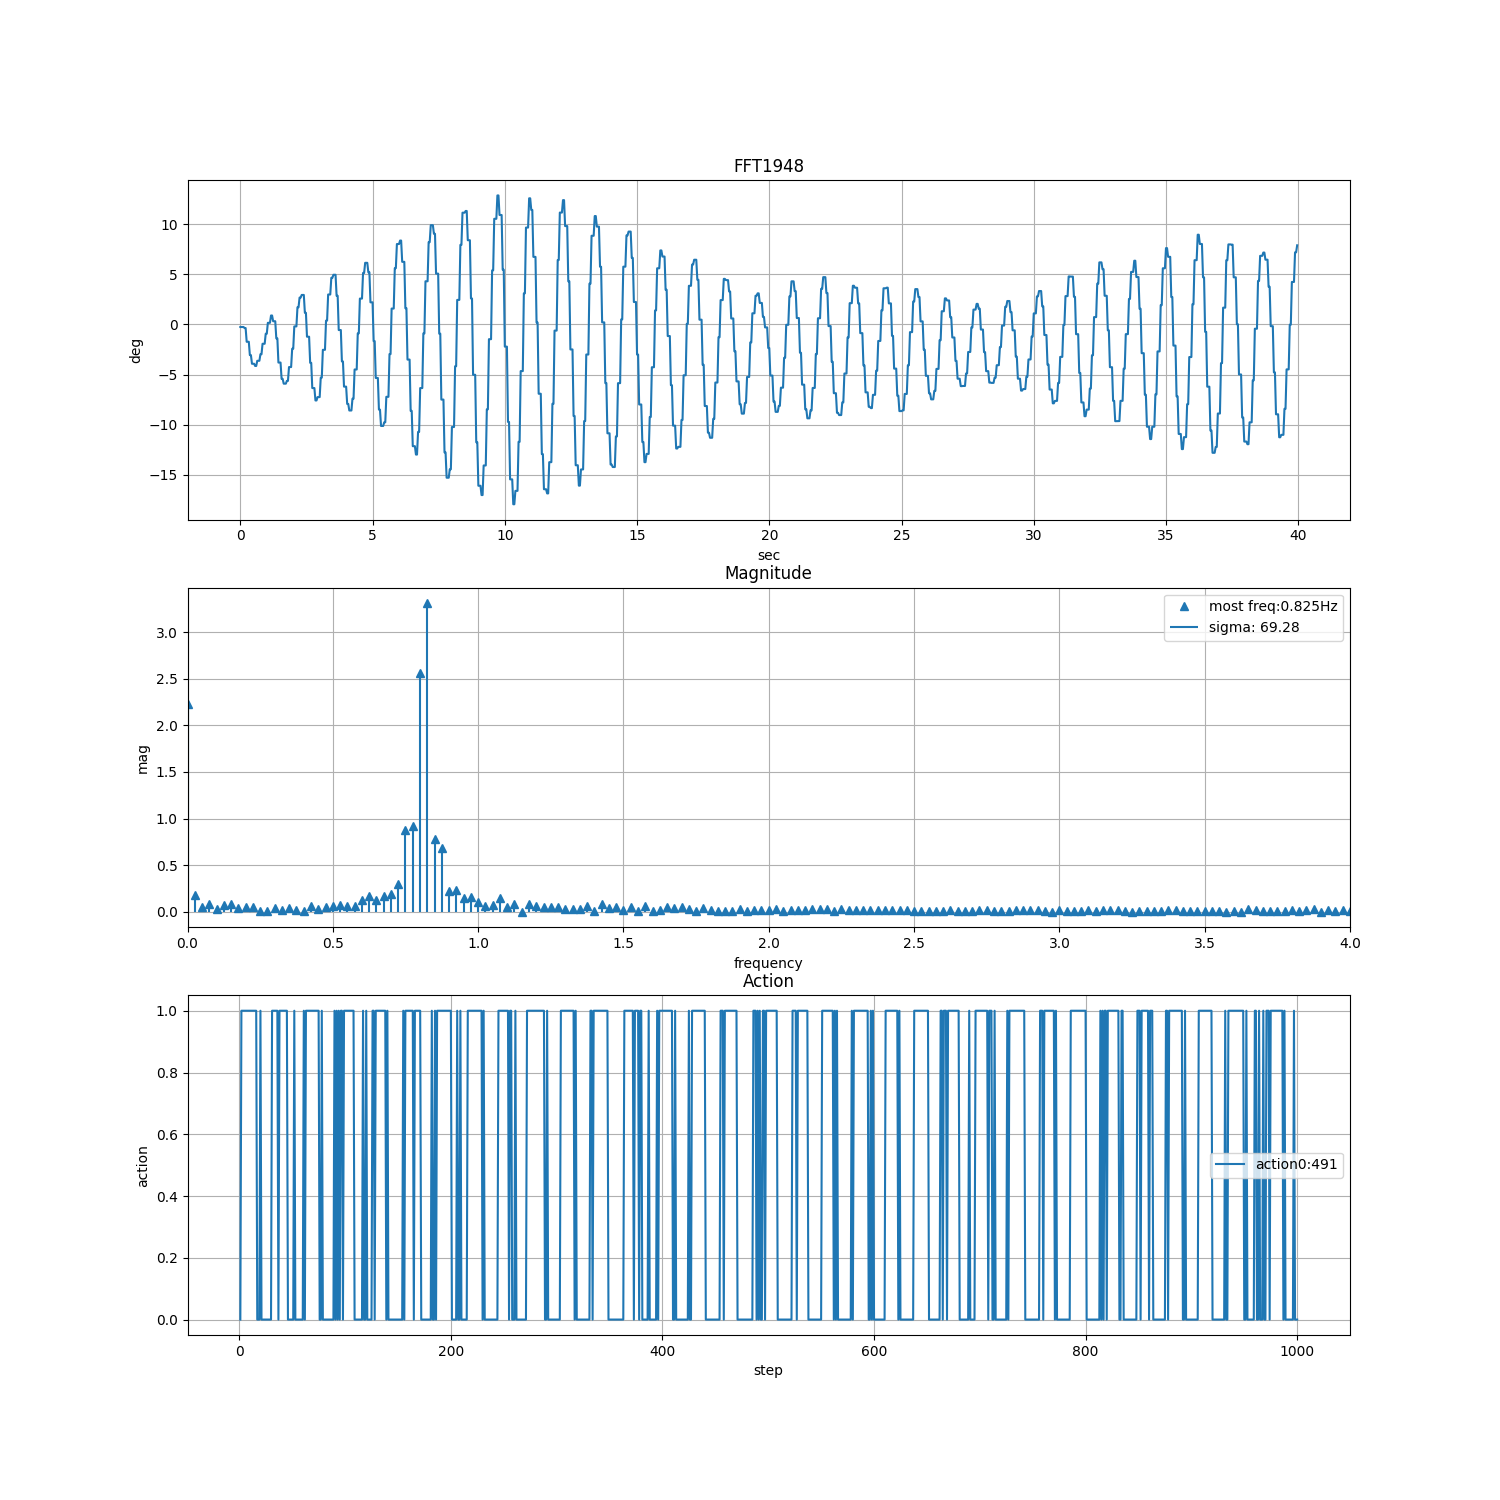 FFT1948
10
5
0
−5
−10
−15
deg
0 5 10 15 20 25 30 35 40
sec
Magnitude
most freq:0.825Hz
sigma: 69.28
3.0
2.5
2.0
1.5
1.0
0.5
0.0
mag
0.0 0.5 1.0 1.5 2.0 2.5 3.0 3.5 4.0
frequency
Action
1.0
0.8
0.6
0.4
0.2
0.0
action
action0:491
0 200 400 600 800 1000
step